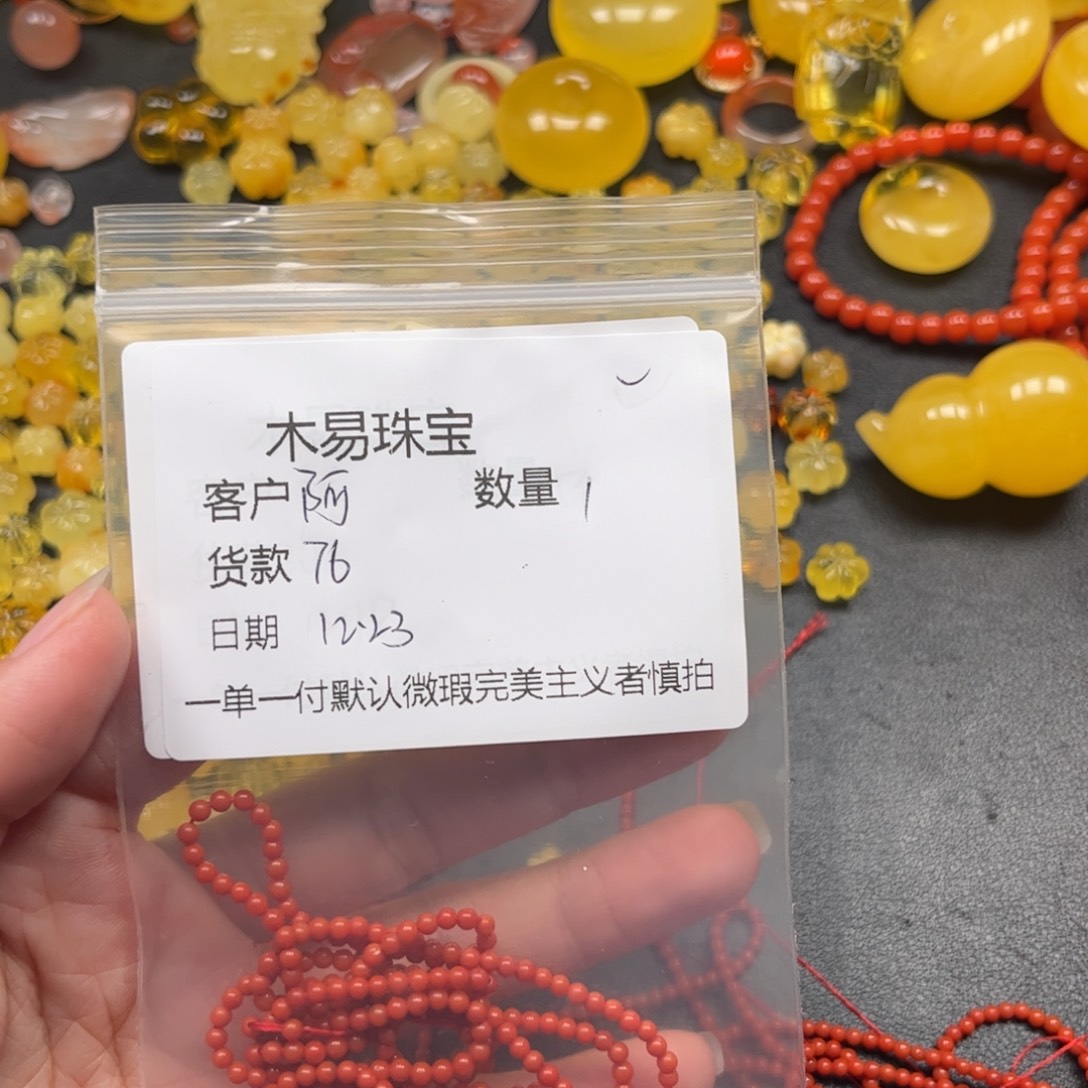 木易珠宝
客户 阿 数量 1
货款 76
日期 12.23
一单一付默认微瑕完美主义者慎拍